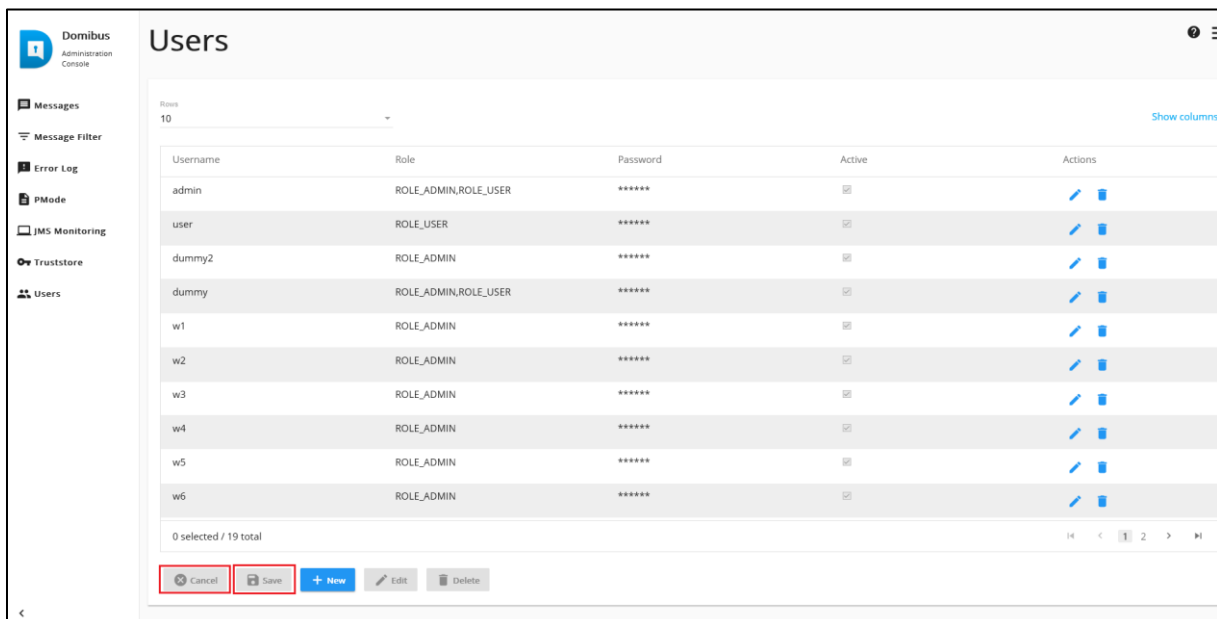 Domibus
Administration
Console
Users
Messages
Message Filter
Error Log
PMode
JMS Monitoring
Truststore
Users
Rows
10
Show columns
Username Role Password Active Actions
admin ROLE_ADMIN,ROLE_USER ******
user ROLE_USER ******
dummy2 ROLE_ADMIN ******
dummy ROLE_ADMIN,ROLE_USER ******
w1 ROLE_ADMIN ******
w2 ROLE_ADMIN ******
w3 ROLE_ADMIN ******
w4 ROLE_ADMIN ******
w5 ROLE_ADMIN ******
w6 ROLE_ADMIN ******
0 selected / 19 total 1 2
Cancel Save + New Edit Delete